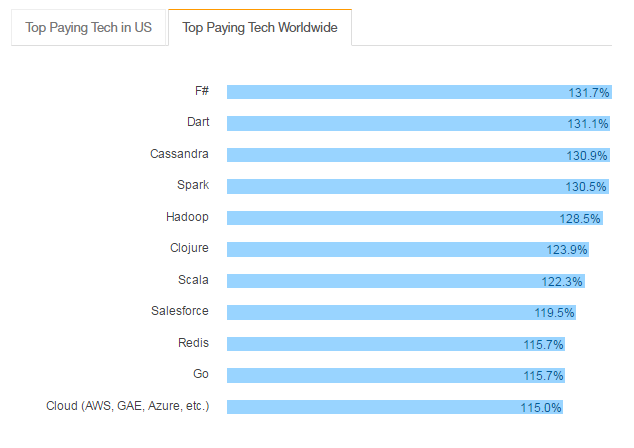 Top Paying Tech in US Top Paying Tech Worldwide
F# 131.7%
Dart 131.1%
Cassandra 130.9%
Spark 130.5%
Hadoop 128.5%
Clojure 123.9%
Scala 122.3%
Salesforce 119.5%
Redis 115.7%
Go 115.7%
Cloud (AWS, GAE, Azure, etc.) 115.0%